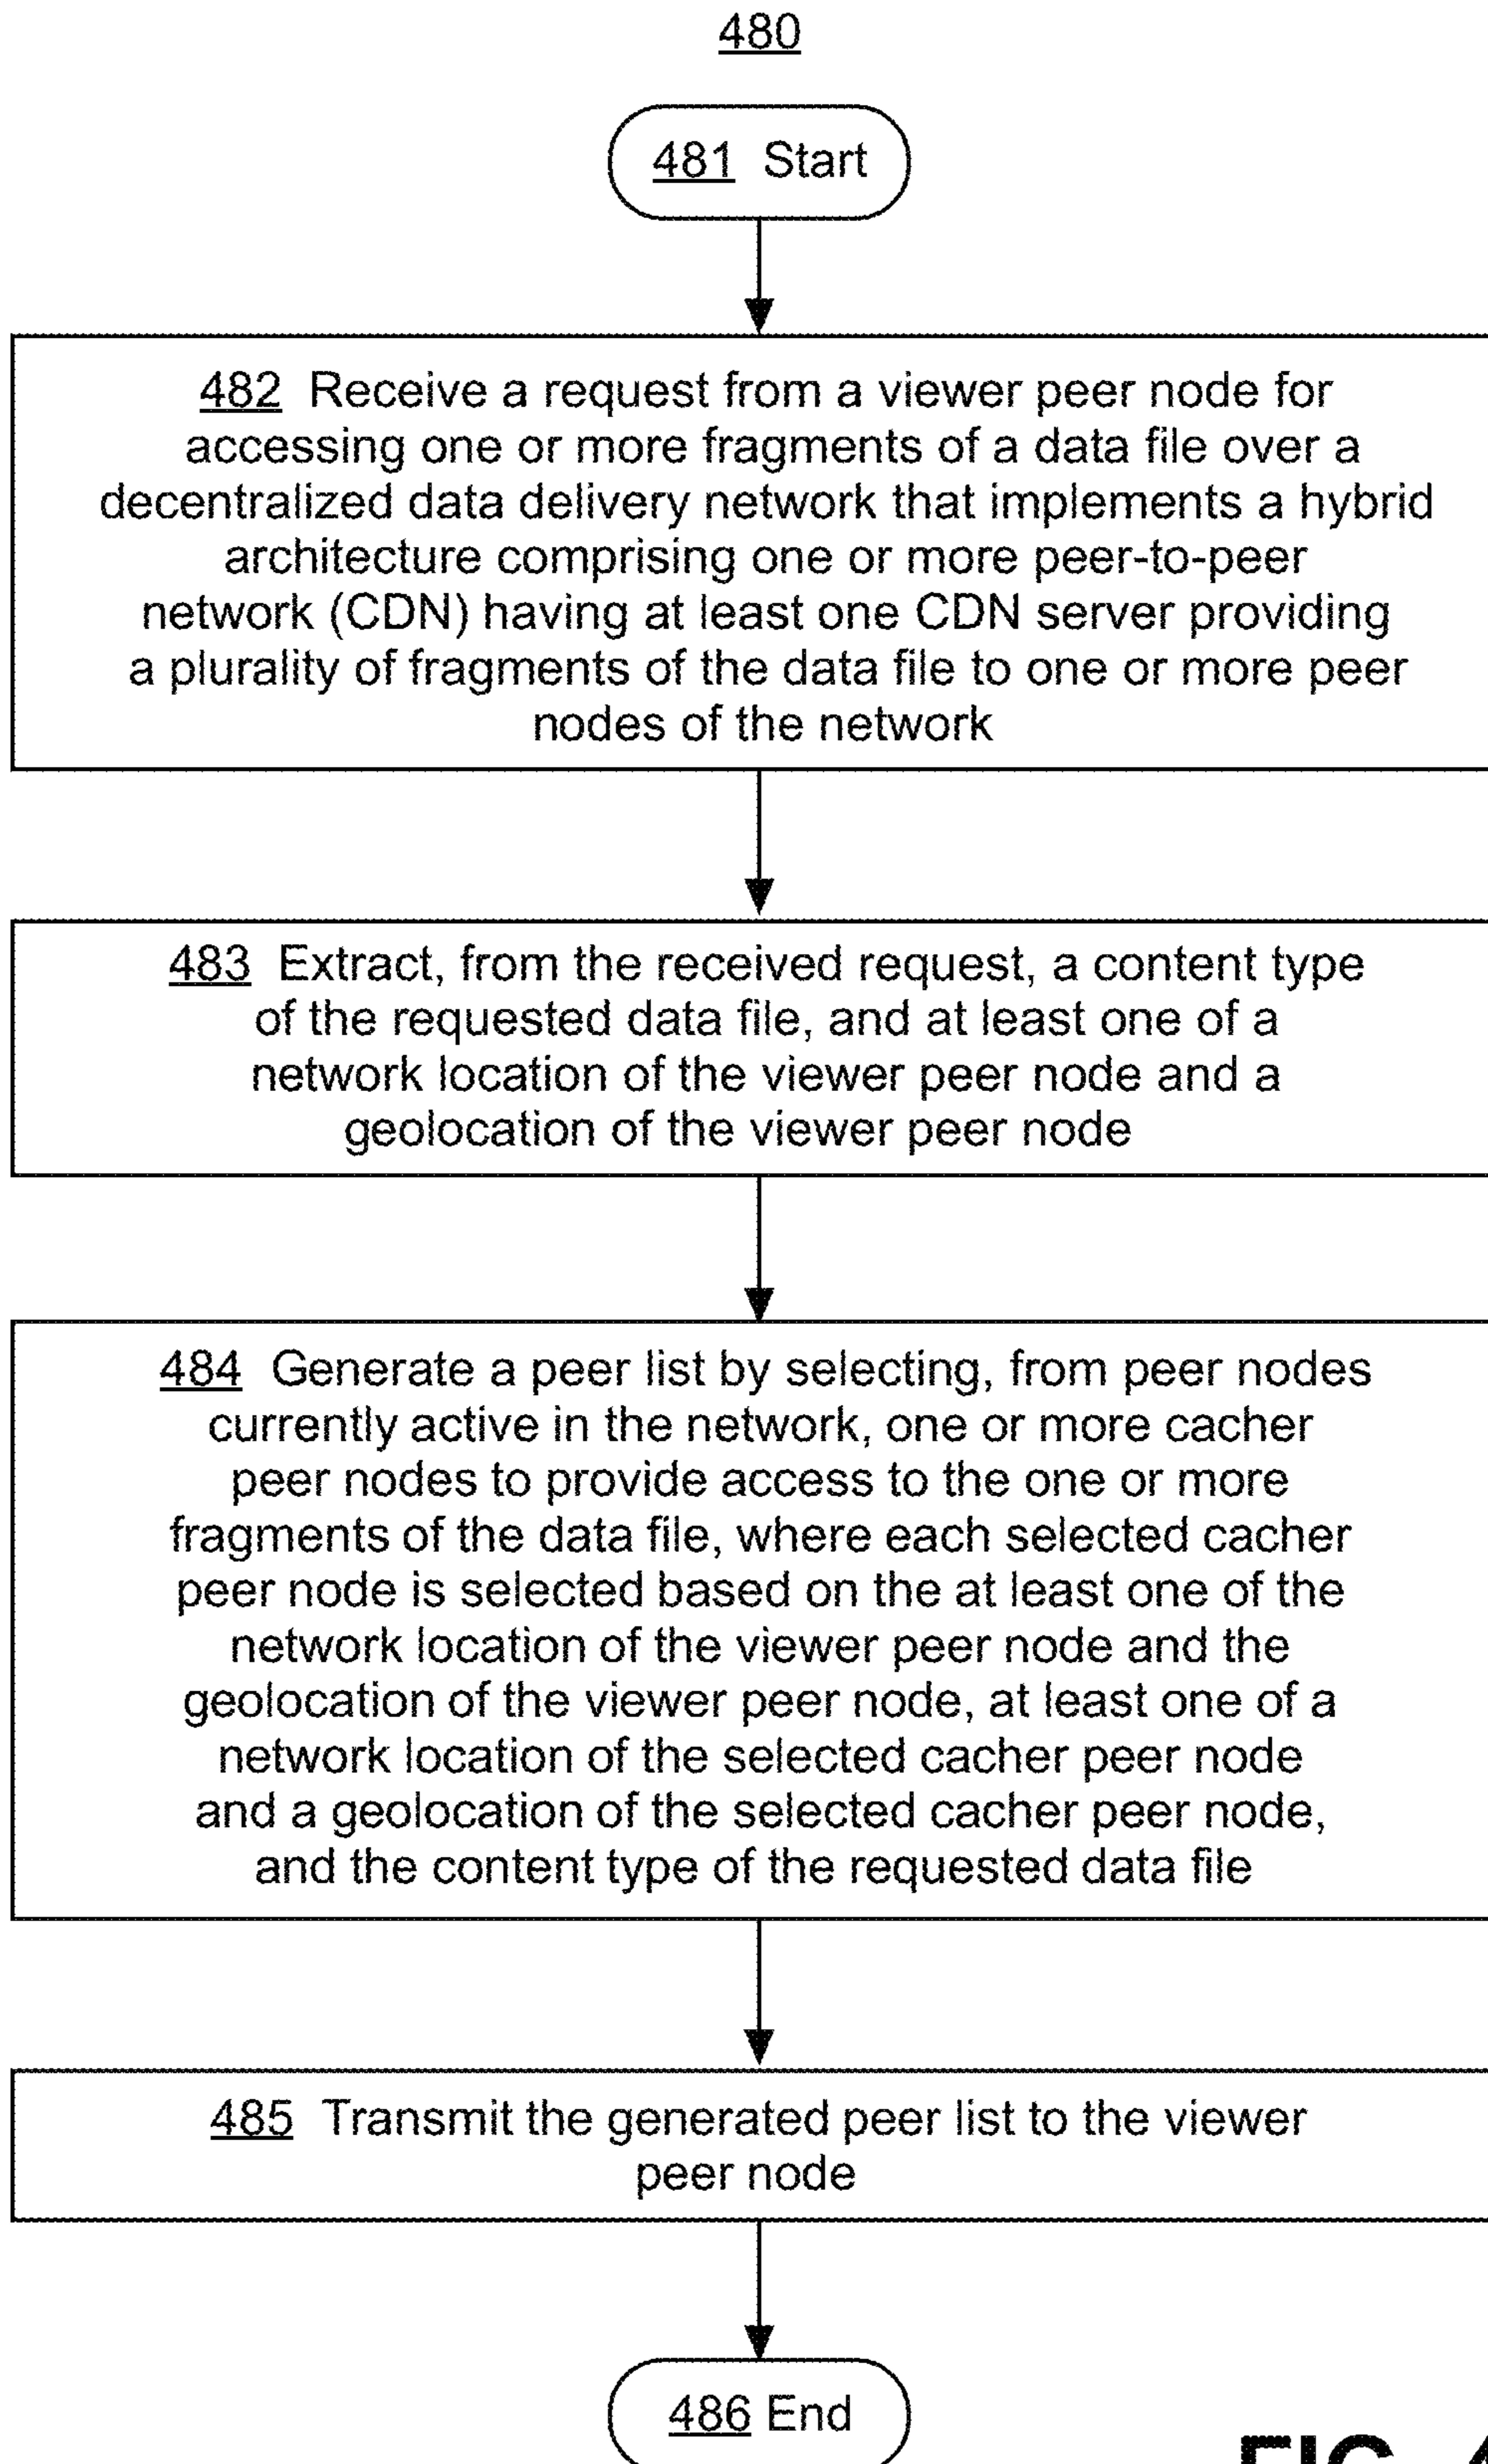 480
481 Start
482 Receive a request from a viewer peer node for
accessing one or more fragments of a data file over a
decentralized data delivery network that implements a hybrid
architecture comprising one or more peer-to-peer
network (CDN) having at least one CDN server providing
a plurality of fragments of the data file to one or more peer
nodes of the network
483 Extract, from the received request, a content type
of the requested data file, and at least one of a
network location of the viewer peer node and a
geolocation of the viewer peer node
484 Generate a peer list by selecting, from peer nodes
currently active in the network, one or more cacher
peer nodes to provide access to the one or more
fragments of the data file, where each selected cacher
peer node is selected based on the at least one of the
network location of the viewer peer node and the
geolocation of the viewer peer node, at least one of a
network location of the selected cacher peer node
and a geolocation of the selected cacher peer node,
and the content type of the requested data file
485 Transmit the generated peer list to the viewer
peer node
486 End
FIG.